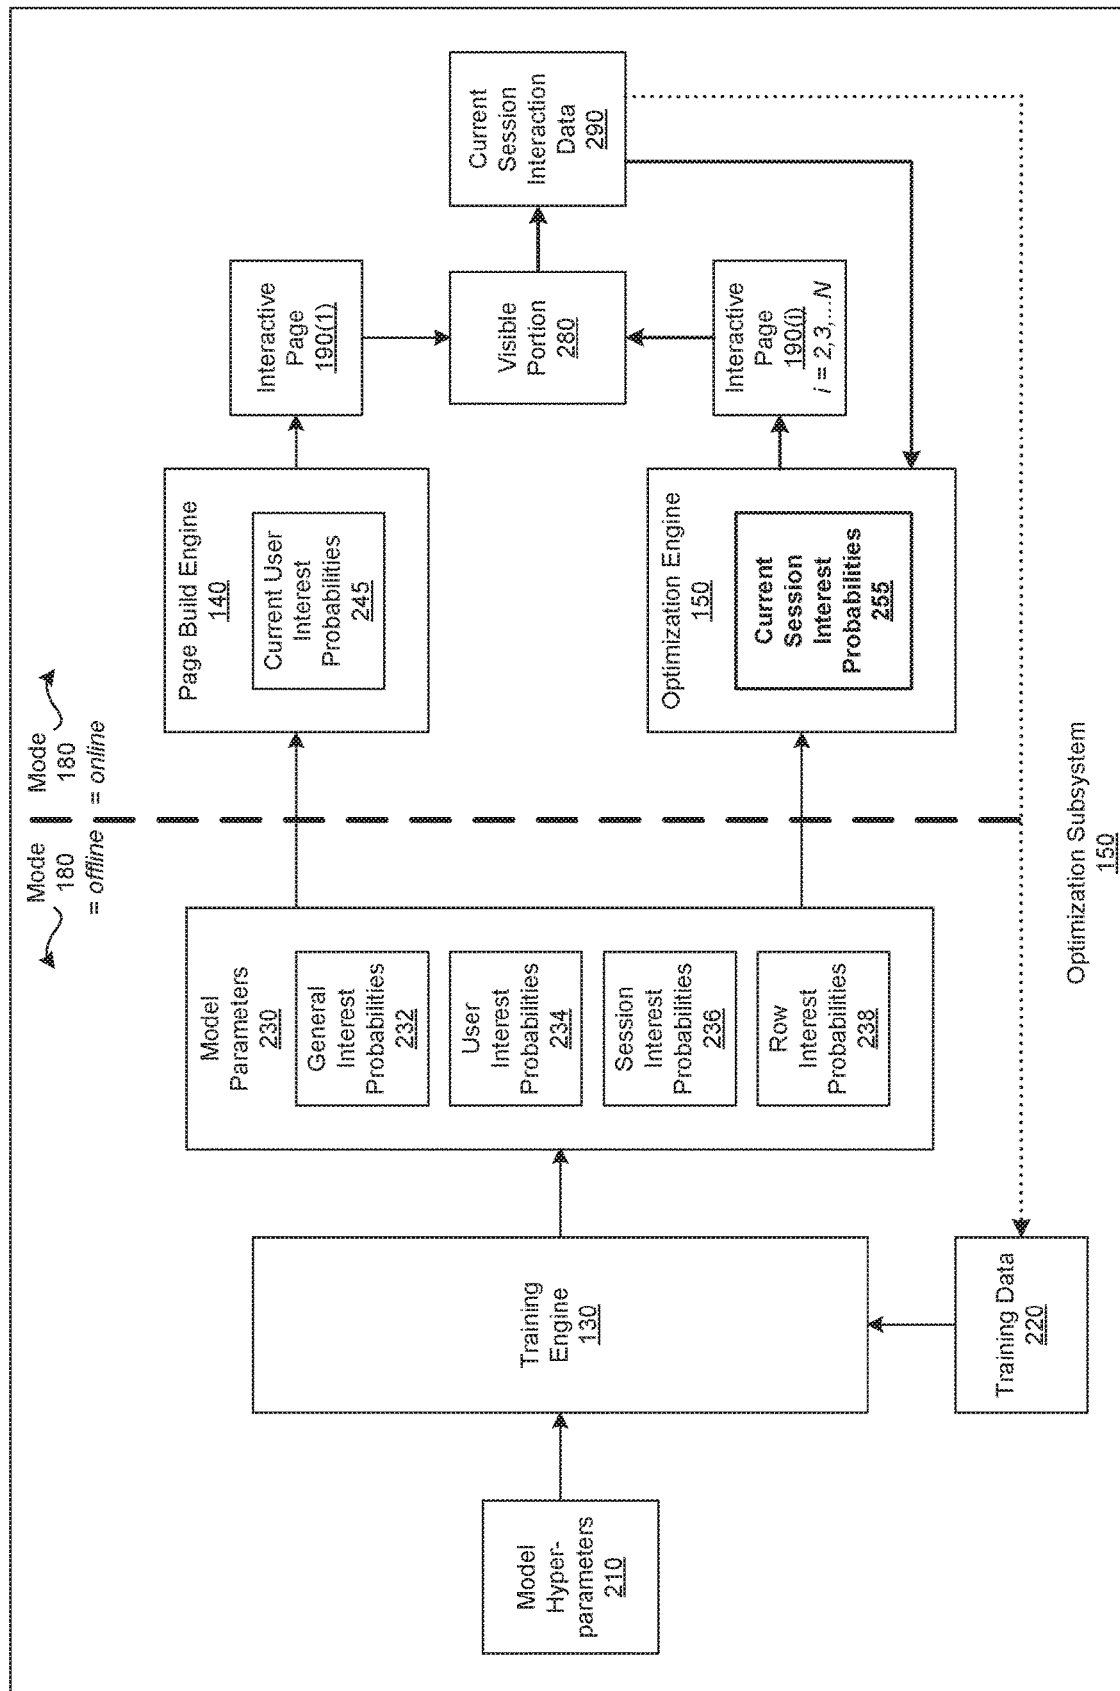 Mode
180
= offline
Mode
180
= online
Model
Hyper-
parameters
210
Training
Engine
130
Training Data
220
Model
Parameters
230
General
Interest
Probabilities
232
User
Interest
Probabilities
234
Session
Interest
Probabilities
236
Row
Interest
Probabilities
238
Page Build Engine
140
Current User
Interest
Probabilities
245
Optimization Engine
150
Current
Session
Interest
Probabilities
255
Interactive
Page
190(1)
Visible
Portion
280
Interactive
Page
190(i)
i = 2,3,...N
Current
Session
Interaction
Data
290
Optimization Subsystem
150